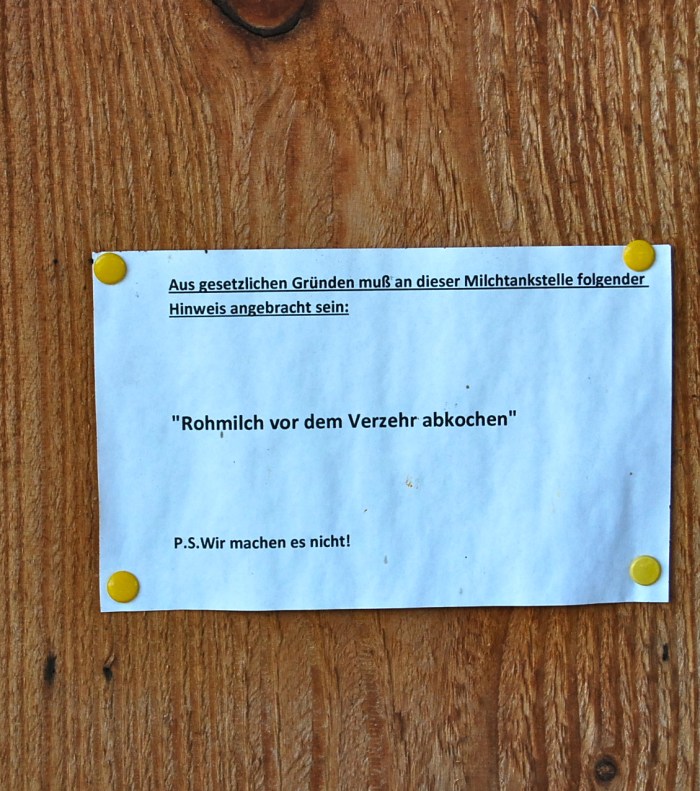 Aus gesetzlichen Gründen muß an dieser Milchtankstelle folgender
Hinweis angebracht sein:
"Rohmilch vor dem Verzehr abkochen"
P.S.Wir machen es nicht!